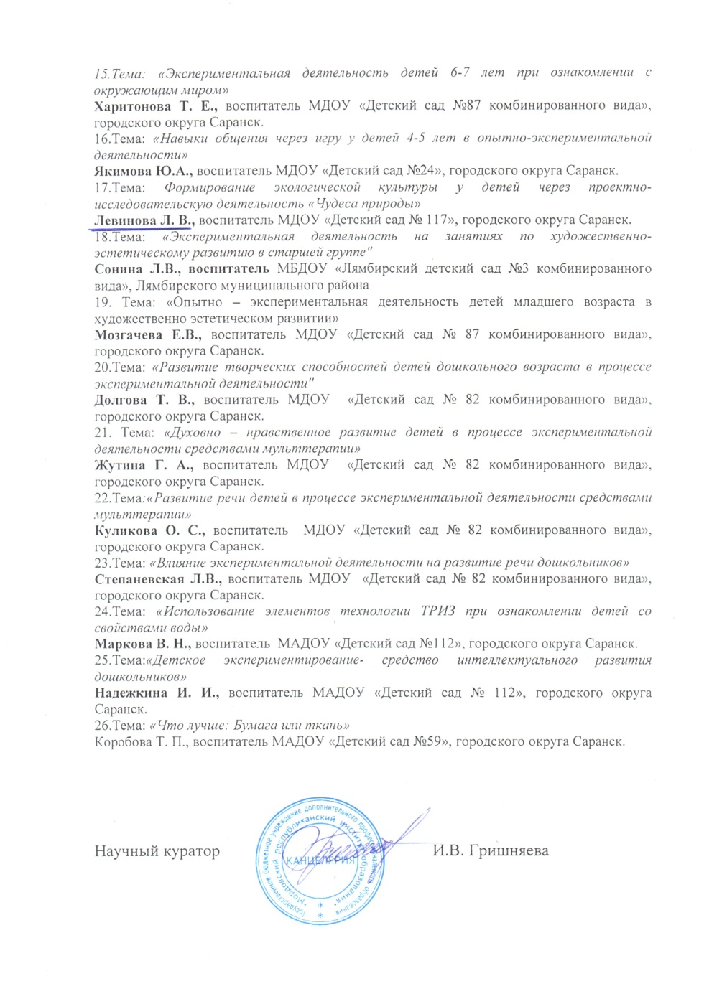 15.Тема: «Экспериментальная деятельность детей 6-7 лет при ознакомлении с
окружающим миром»
Харитонова Т. Е., воспитатель МДОУ «Детский сад №87 комбинированного вида»,
городского округа Саранск.
16.Тема: «Навыки общения через игру у детей 4-5 лет в опытно-экспериментальной
деятельности»
Якимова Ю.А., воспитатель МДОУ «Детский сад №24», городского округа Саранск.
17.Тема: Формирование экологической культуры у детей через проектно-
исследовательскую деятельность «Чудеса природы»
Левинова Л. В., воспитатель МДОУ «Детский сад № 117», городского округа Саранск.
18.Тема: «Экспериментальная деятельность на занятиях по художественно-
эстетическому развитию в старшей группе"
Сонина Л.В., воспитатель МБДОУ «Лямбирский детский сад №3 комбинированного
вида», Лямбирского муниципального района
19. Тема: «Опытно – экспериментальная деятельность детей младшего возраста в
художественно эстетическом развитии»
Мозгачева Е.В., воспитатель МДОУ «Детский сад № 87 комбинированного вида»,
городского округа Саранск.
20.Тема: «Развитие творческих способностей детей дошкольного возраста в процессе
экспериментальной деятельности"
Долгова Т. В., воспитатель МДОУ «Детский сад № 82 комбинированного вида»,
городского округа Саранск.
21. Тема: «Духовно – нравственное развитие детей в процессе экспериментальной
деятельности средствами мульттерапии»
Жутина Г. А., воспитатель МДОУ «Детский сад № 82 комбинированного вида»,
городского округа Саранск.
22.Тема:«Развитие речи детей в процессе экспериментальной деятельности средствами
мульттерапии»
Куликова О. С., воспитатель МДОУ «Детский сад № 82 комбинированного вида»,
городского округа Саранск.
23.Тема: «Влияние экспериментальной деятельности на развитие речи дошкольников»
Степаневская Л.В., воспитатель МДОУ «Детский сад № 82 комбинированного вида»,
городского округа Саранск.
24.Тема: «Использование элементов технологии ТРИЗ при ознакомлении детей со
свойствами воды»
Маркова В. Н., воспитатель МАДОУ «Детский сад №112», городского округа Саранск.
25.Тема:«Детское экспериментирование- средство интеллектуального развития
дошкольников»
Надежкина И. И., воспитатель МАДОУ «Детский сад № 112», городского округа
Саранск.
26.Тема: «Что лучше: Бумага или ткань»
Коробова Т. П., воспитатель МАДОУ «Детский сад №59», городского округа Саранск.
Научный куратор И.В. Гришняева
Государственное бюджетное учреждение дополнительного профессионального образования
"Мордовский республиканский институт образования"
КАНЦЕЛЯРИЯ